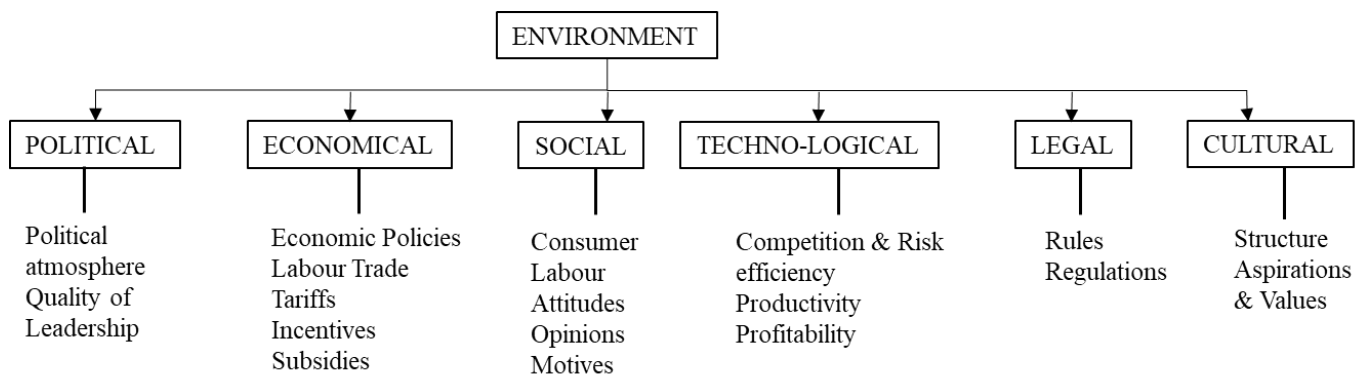 ENVIRONMENT
POLITICAL
ECONOMICAL
SOCIAL
TECHNO-LOGICAL
LEGAL
CULTURAL
Political
atmosphere
Quality of
Leadership
Economic Policies
Labour Trade
Tariffs
Incentives
Subsidies
Consumer
Labour
Attitudes
Opinions
Motives
Competition & Risk
efficiency
Productivity
Profitability
Rules
Regulations
Structure
Aspirations
& Values